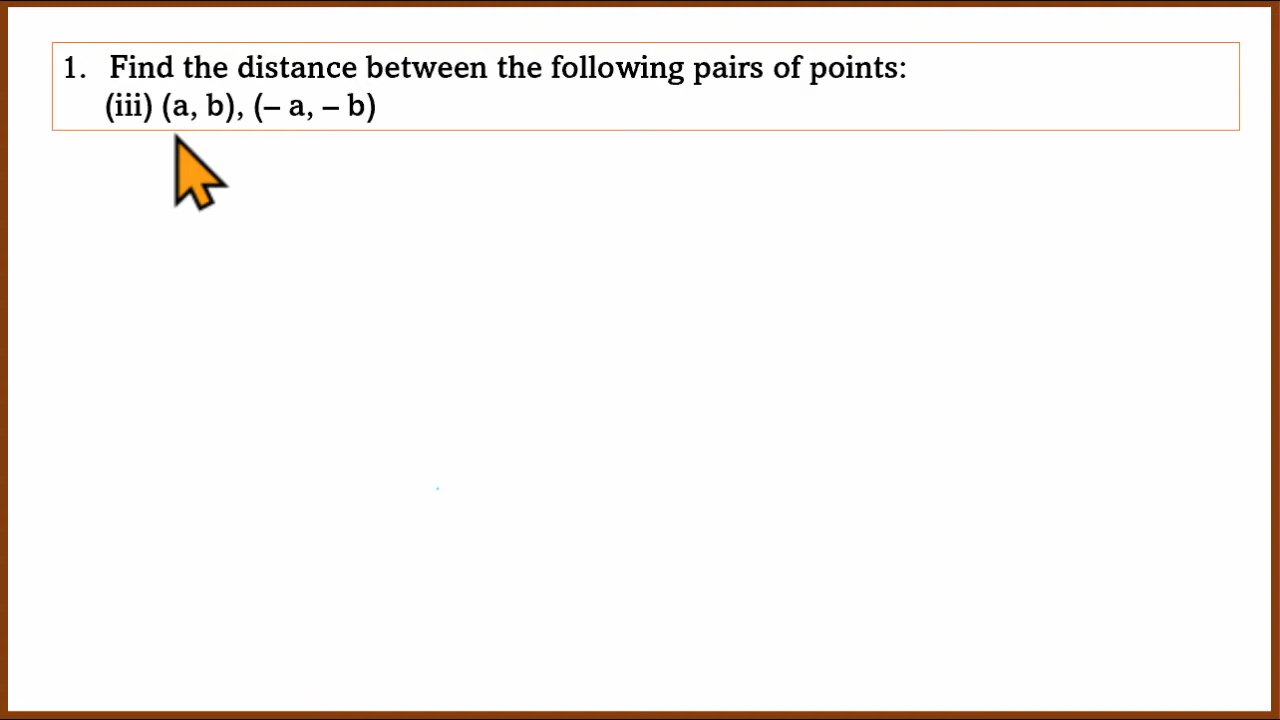 1. Find the distance between the following pairs of points:
(iii) (a, b), (– a, – b)